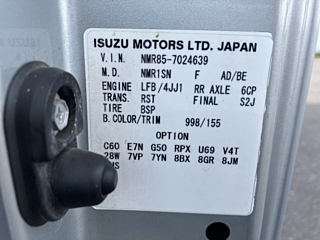 ISUZU MOTORS LTD. JAPAN
V.I.N. NMR85-7024639
M.D. NMR1SN F AD/BE
ENGINE LFB/4JJ1 RR AXLE 6CP
TRANS. RST FINAL S2J
TIRE BSP
B.COLOR/TRIM 998/155
OPTION
C60 E7N G50 RPX U69 V4T
28W 7VP 7YN 8BX 8GR 8JM